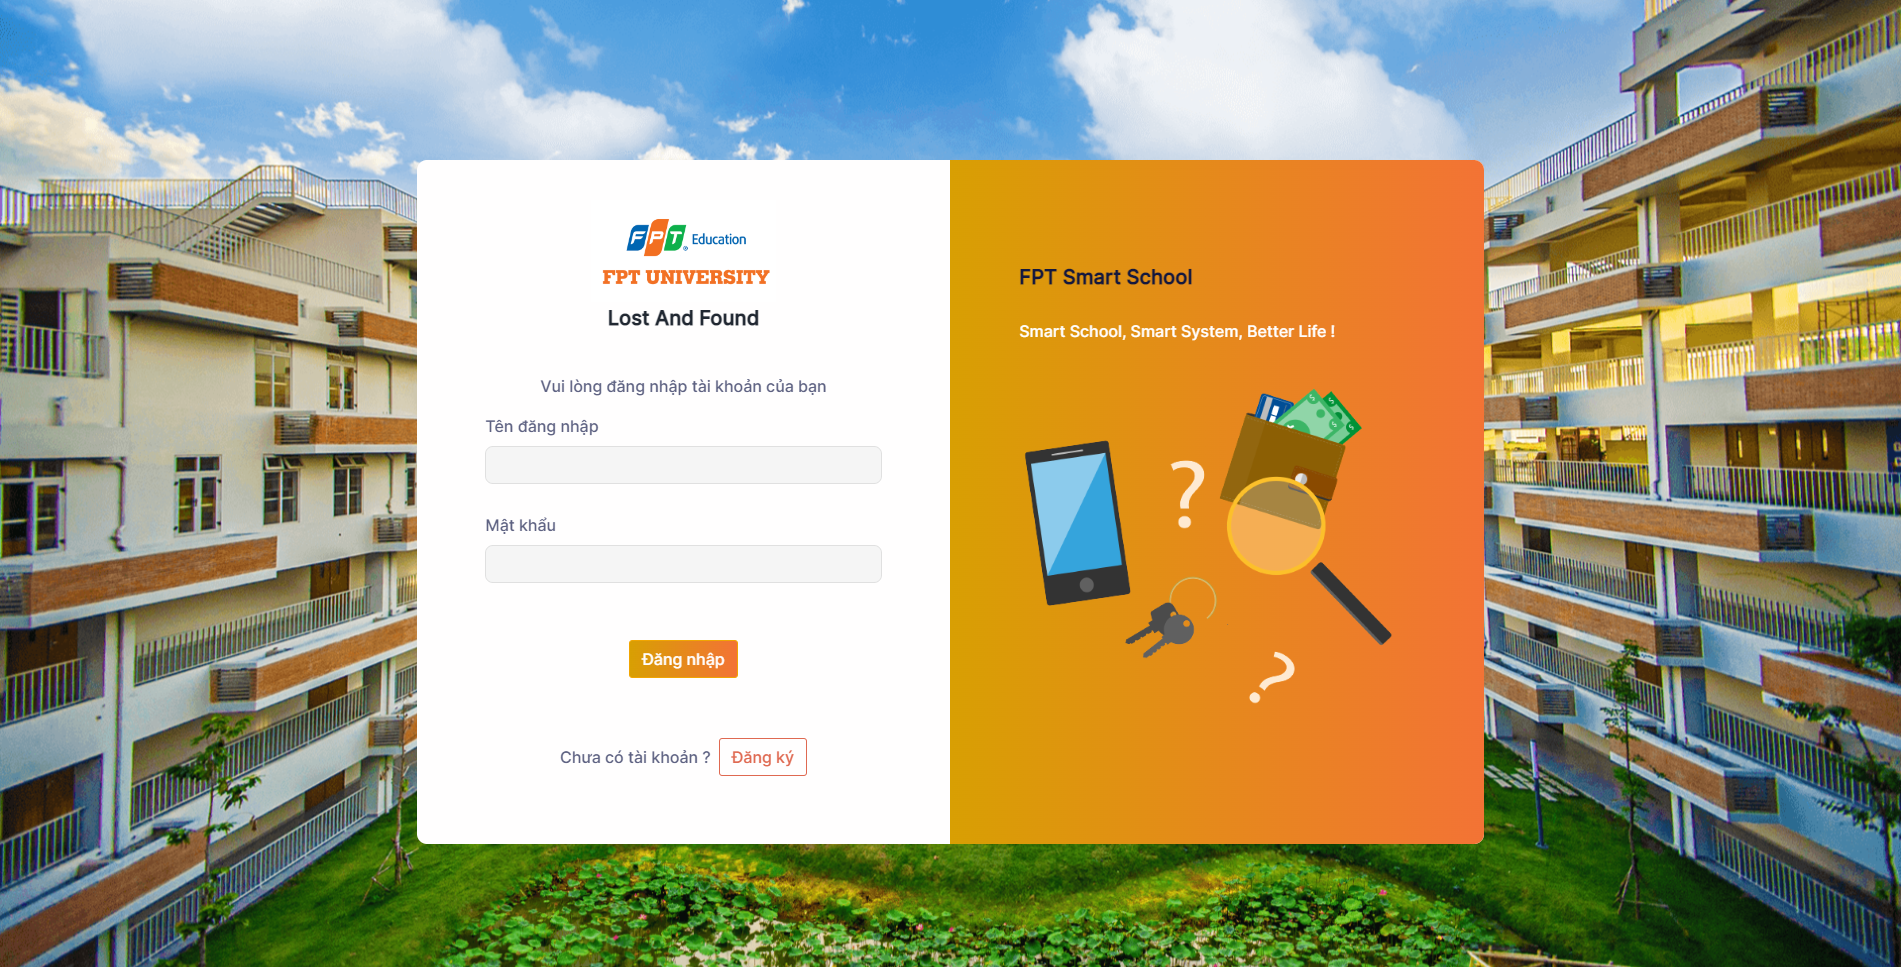 FPT Education
FPT UNIVERSITY
Lost And Found
Vui lòng đăng nhập tài khoản của bạn
Tên đăng nhập
Mật khẩu
Đăng nhập
Chưa có tài khoản ? Đăng ký
FPT Smart School
Smart School, Smart System, Better Life !